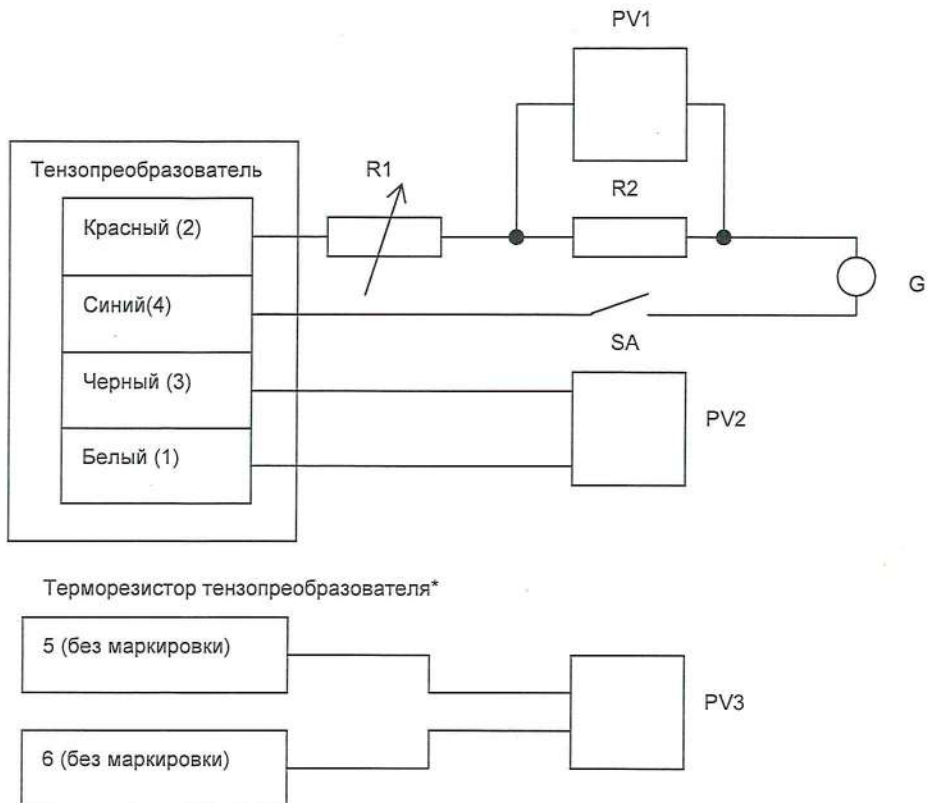 PV1
Тензопреобразователь
R1
R2
Красный (2)
G
Синий(4)
SA
Черный (3)
PV2
Белый (1)
Терморезистор тензопреобразователя*
5 (без маркировки)
PV3
6 (без маркировки)